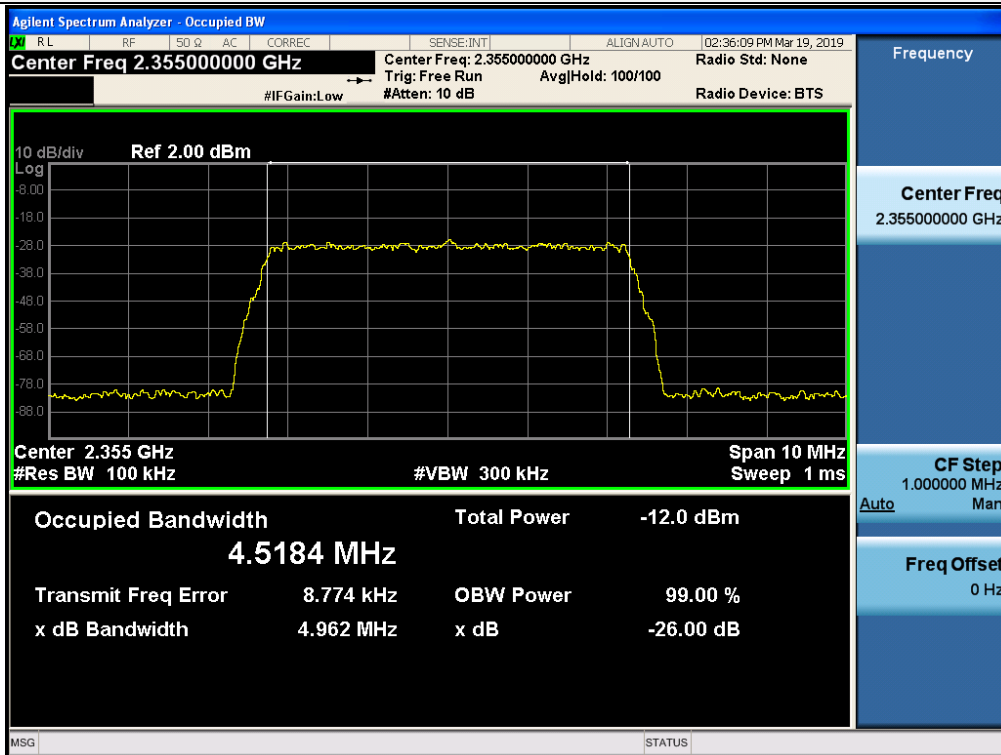 Agilent Spectrum Analyzer - Occupied BW
LXI RL RF 50 Ω AC CORREC SENSE:INT ALIGN AUTO 02:36:09 PM Mar 19, 2019
Center Freq 2.355000000 GHz
Center Freq: 2.355000000 GHz
Radio Std: None
Trig: Free Run Avg|Hold: 100/100
#IFGain:Low #Atten: 10 dB Radio Device: BTS
10 dB/div Ref 2.00 dBm
Log
-8.00
-18.0
-28.0
-38.0
-48.0
-58.0
-68.0
-78.0
-88.0
Center 2.355 GHz Span 10 MHz
#Res BW 100 kHz #VBW 300 kHz Sweep 1 ms
Occupied Bandwidth Total Power -12.0 dBm
4.5184 MHz
Transmit Freq Error 8.774 kHz OBW Power 99.00 %
x dB Bandwidth 4.962 MHz x dB -26.00 dB
MSG STATUS
Frequency
Center Freq
2.355000000 GHz
CF Step
1.000000 MHz
Auto Man
Freq Offset
0 Hz